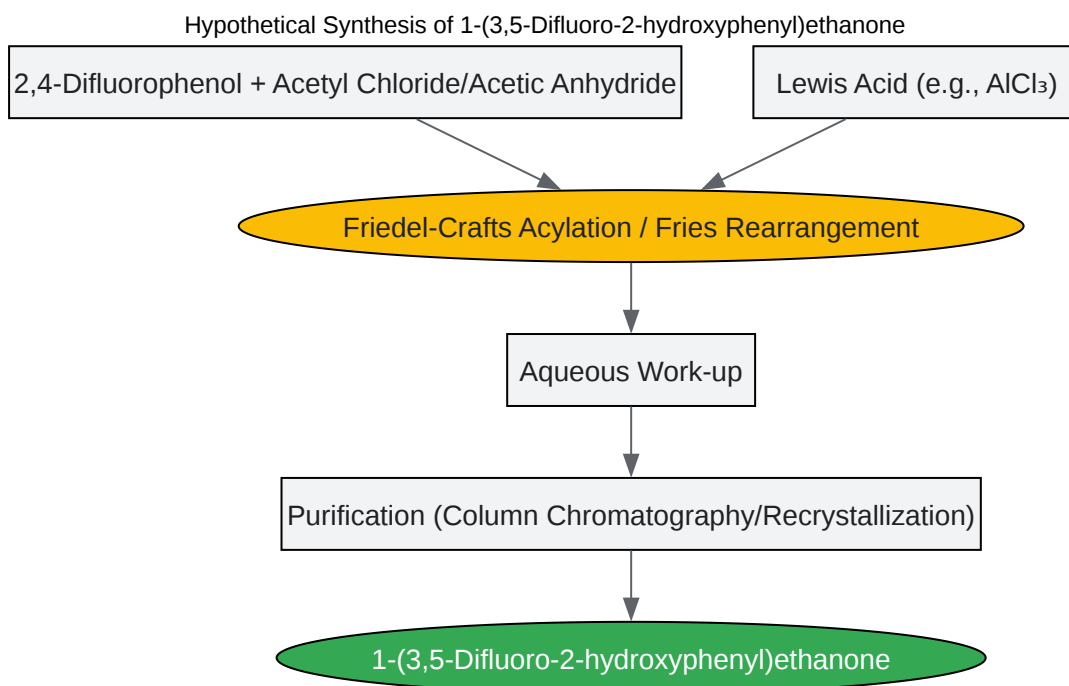 Hypothetical Synthesis of 1-(3,5-Difluoro-2-hydroxyphenyl)ethanone
2,4-Difluorophenol + Acetyl Chloride/Acetic Anhydride
Lewis Acid (e.g., AlCl₃)
Friedel-Crafts Acylation / Fries Rearrangement
Aqueous Work-up
Purification (Column Chromatography/Recrystallization)
1-(3,5-Difluoro-2-hydroxyphenyl)ethanone